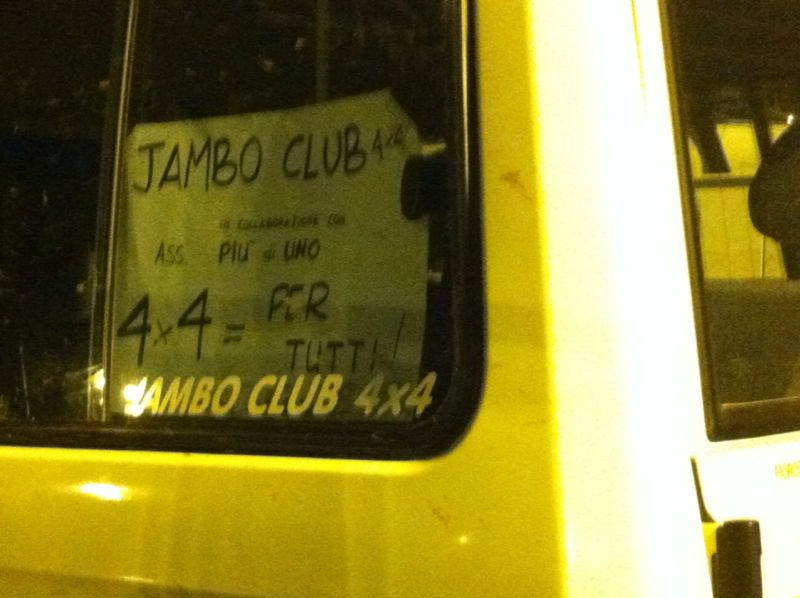 JAMBO CLUB 4x4
IN COLLABORAZIONE CON
ASS. PIU' di UNO
4x4 = PER
TUTTI!
JAMBO CLUB 4x4